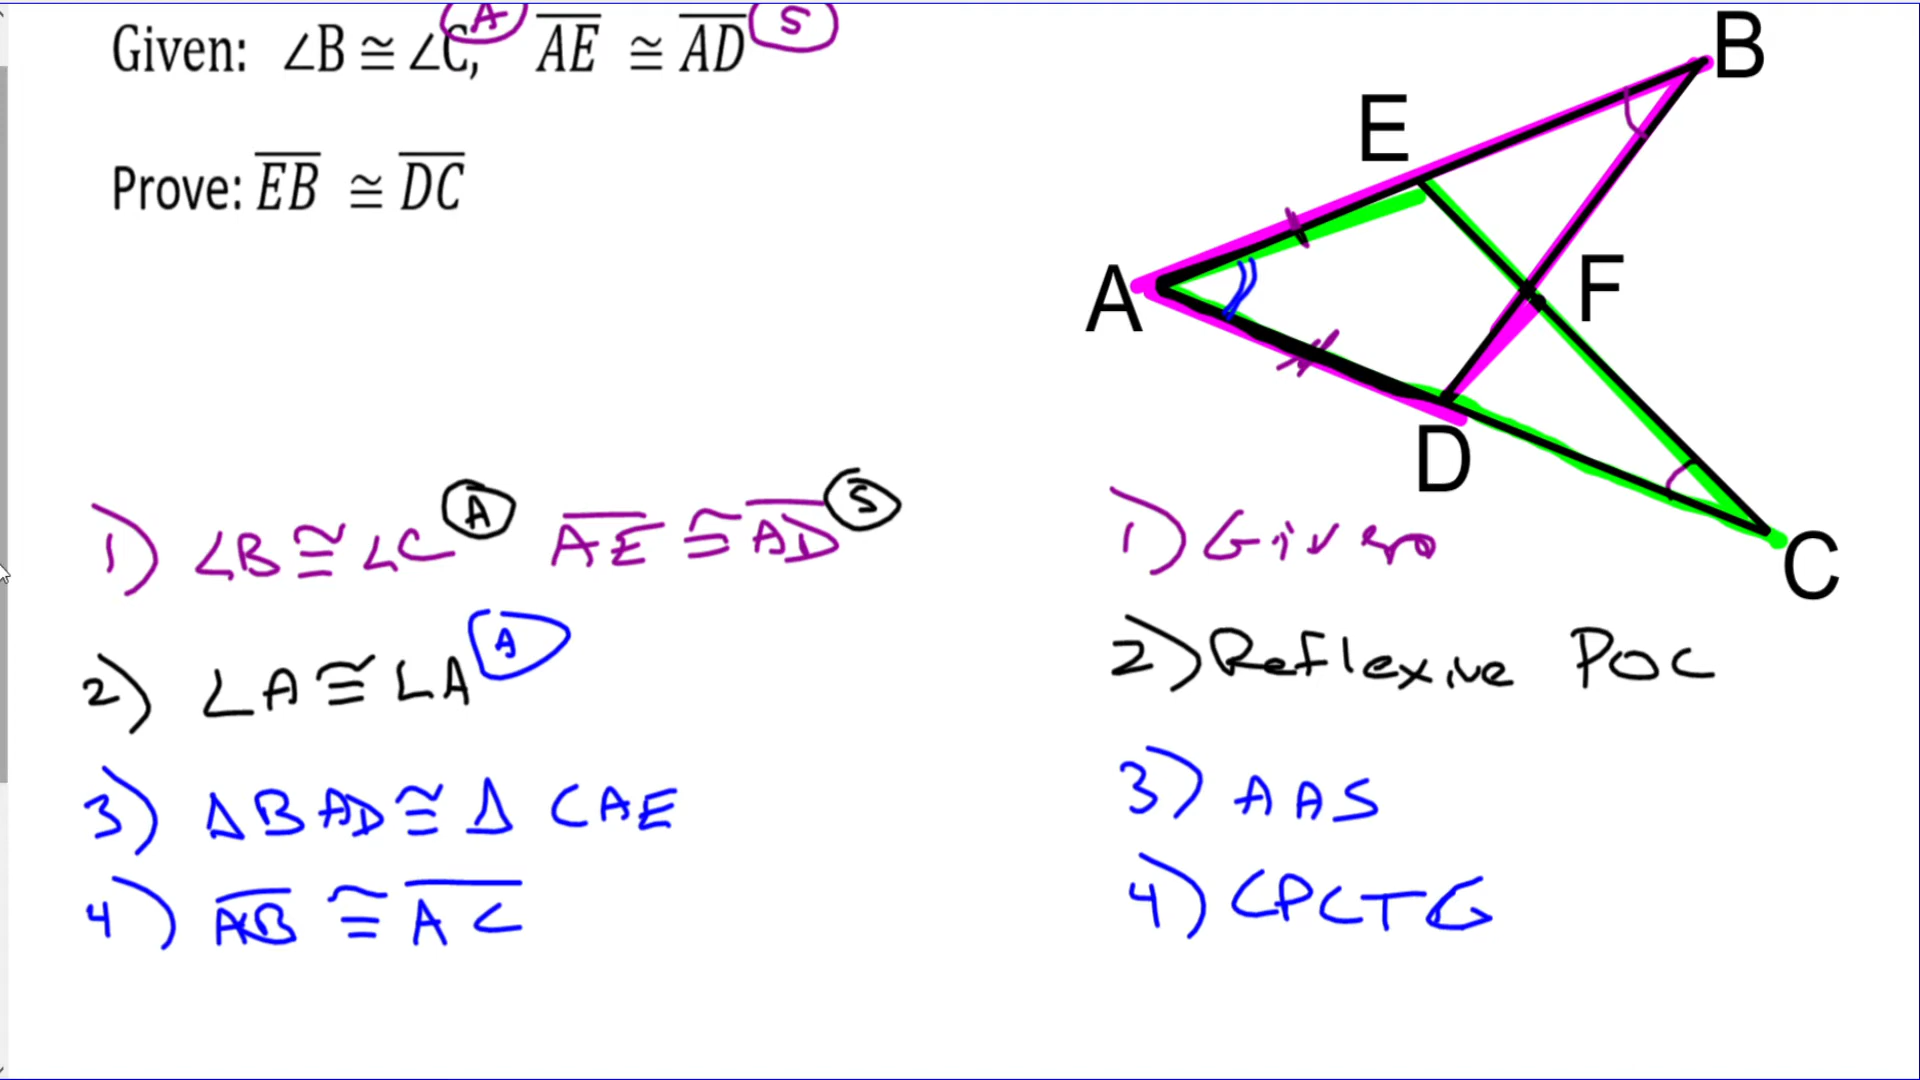 Given: ∠B ≅ ∠C, A AE ≅ AD S
Prove: EB ≅ DC
B
E
F
A
D
C
1) ∠B ≅ ∠C A AE ≅ AD S 1) Given
2) ∠A ≅ ∠A A 2) Reflexive POC
3) Δ BAD ≅ Δ CAE 3) AAS
4) AB ≅ AC 4) CPCTG